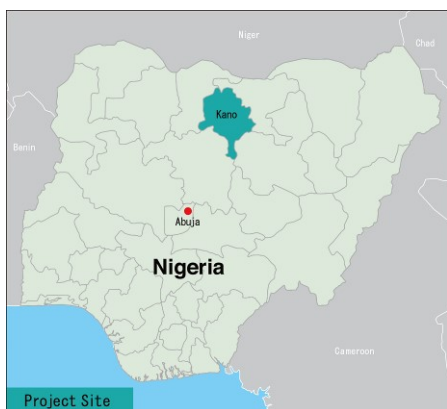 Niger
Chad
Kano
Benin
Abuja
Nigeria
Cameroon
Project Site